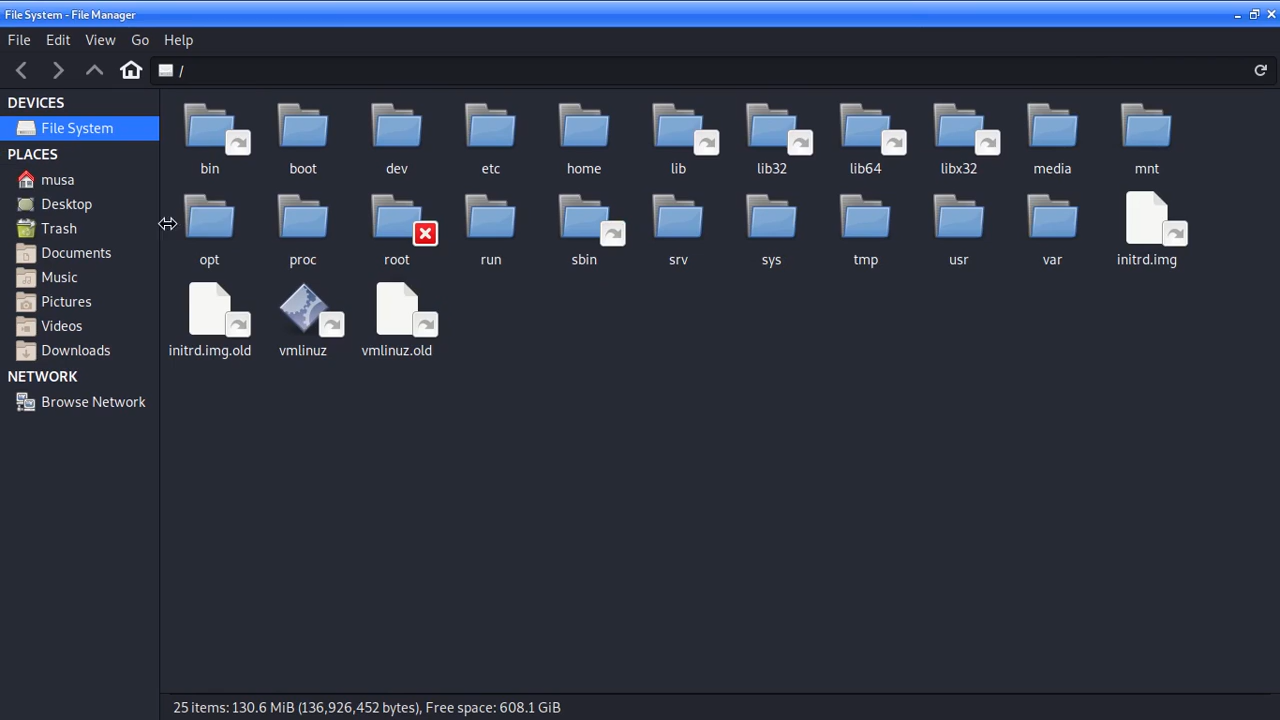 File System - File Manager
File Edit View Go Help
/
DEVICES
File System
PLACES
musa
Desktop
Trash
Documents
Music
Pictures
Videos
Downloads
NETWORK
Browse Network
bin boot dev etc home lib lib32 lib64 libx32 media mnt
opt proc root run sbin srv sys tmp usr var initrd.img
initrd.img.old vmlinuz vmlinuz.old
25 items: 130.6 MiB (136,926,452 bytes), Free space: 608.1 GiB